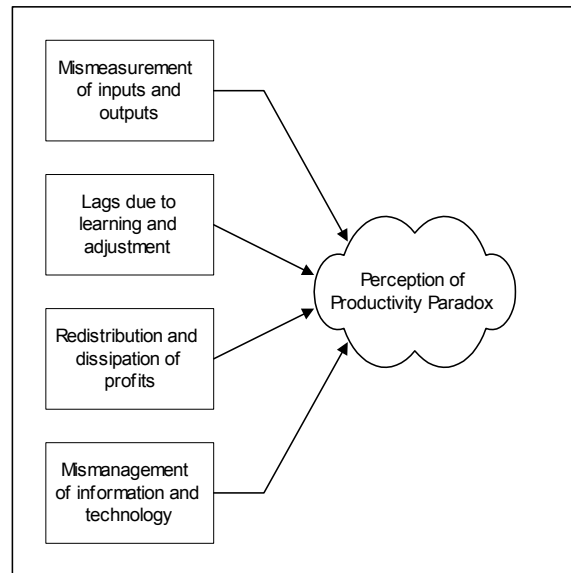 Mismeasurement
of inputs and
outputs
Lags due to
learning and
adjustment
Redistribution and
dissipation of
profits
Mismanagement
of information and
technology
Perception of
Productivity Paradox